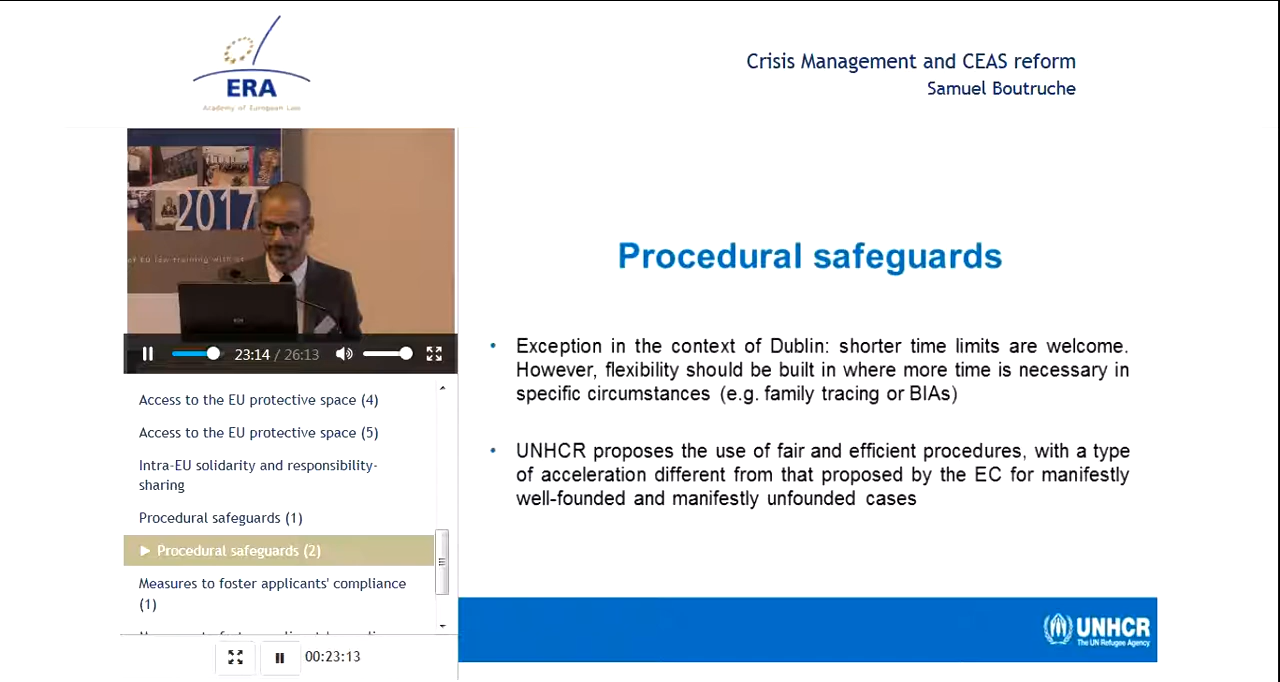 ERA
Academy of European Law
Crisis Management and CEAS reform
Samuel Boutruche
2017
of EU law-training with
23:14 / 26:13
Access to the EU protective space (4)
Access to the EU protective space (5)
Intra-EU solidarity and responsibility-
sharing
Procedural safeguards (1)
Procedural safeguards (2)
Measures to foster applicants' compliance
(1)
00:23:13
Procedural safeguards
• Exception in the context of Dublin: shorter time limits are welcome.
However, flexibility should be built in where more time is necessary in
specific circumstances (e.g. family tracing or BIAs)
• UNHCR proposes the use of fair and efficient procedures, with a type
of acceleration different from that proposed by the EC for manifestly
well-founded and manifestly unfounded cases
UNHCR
The UN Refugee Agency